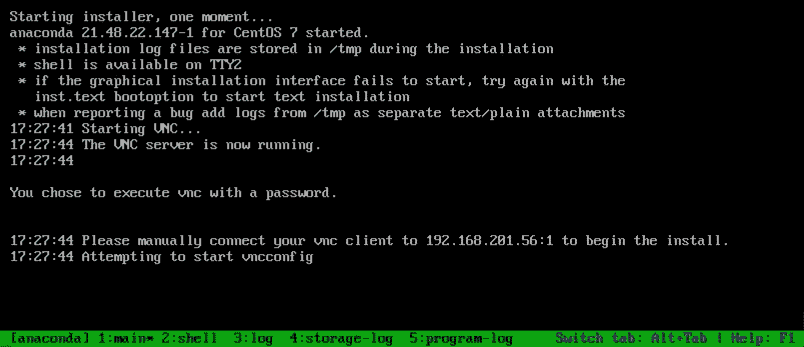 Starting installer, one moment...
anaconda 21.48.22.147-1 for CentOS 7 started.
* installation log files are stored in /tmp during the installation
* shell is available on TTY2
* if the graphical installation interface fails to start, try again with the
inst.text bootoption to start text installation
* when reporting a bug add logs from /tmp as separate text/plain attachments
17:27:41 Starting VNC...
17:27:44 The VNC server is now running.
17:27:44
You chose to execute vnc with a password.
17:27:44 Please manually connect your vnc client to 192.168.201.56:1 to begin the install.
17:27:44 Attempting to start vncconfig
[anaconda] 1:main* 2:shell  3:log  4:storage-log  5:program-log      Switch tab: Alt+Tab | Help: F1